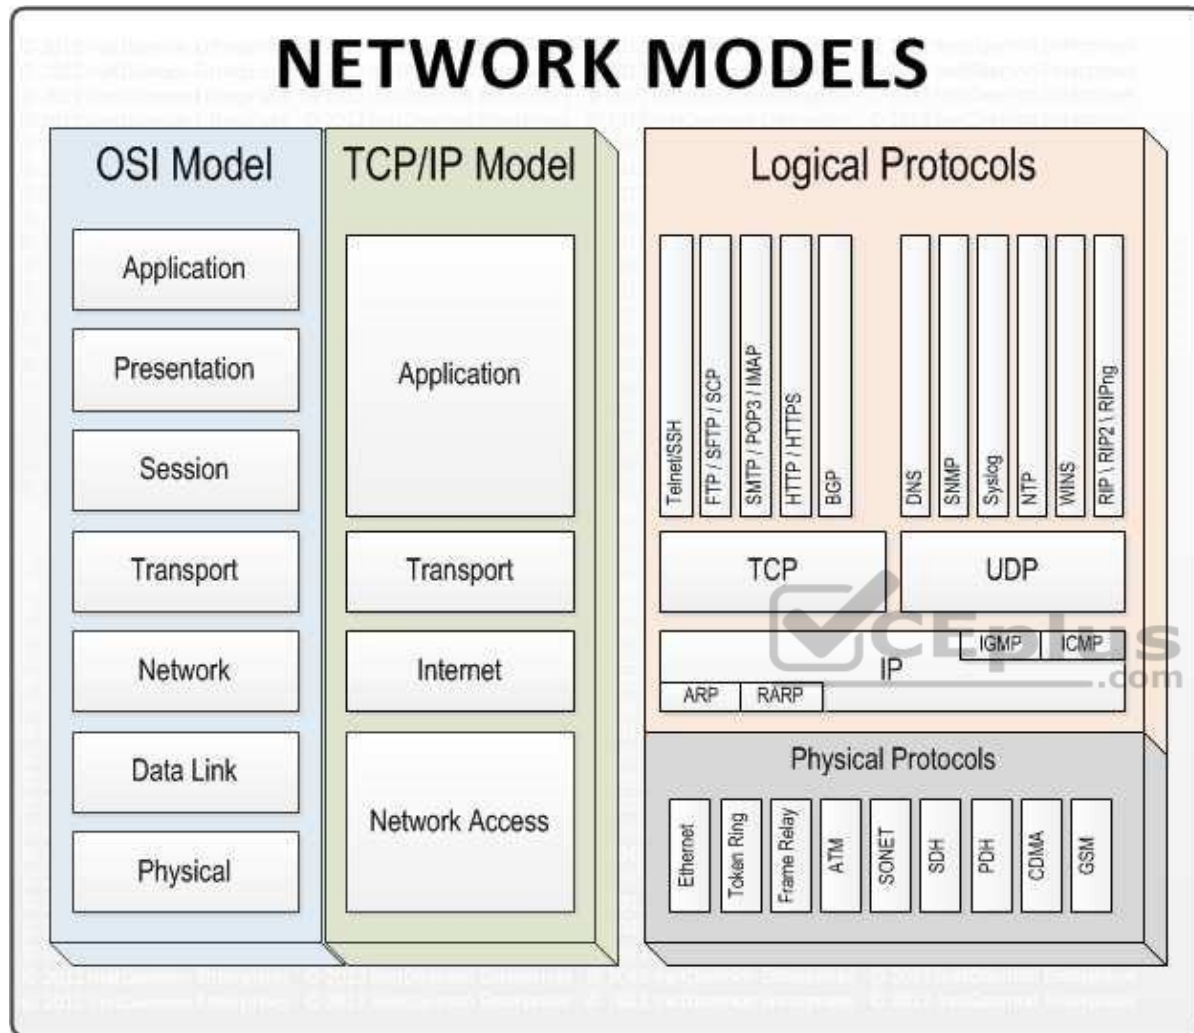 NETWORK MODELS
OSI Model
Application
Presentation
Session
Transport
Network
Data Link
Physical
TCP/IP Model
Application
Transport
Internet
Network Access
Logical Protocols
Telnet/SSH
FTP / SFTP / SCP
SMTP / POP3 / IMAP
HTTP / HTTPS
BGP
DNS
SNMP
Syslog
NTP
WINS
RIP \ RIP2 \ RIPng
TCP
UDP
IP
IGMP
ICMP
ARP
RARP
CEplus
.com
Physical Protocols
Ethernet
Token Ring
Frame Relay
ATM
SONET
SDH
PDH
CDMA
GSM